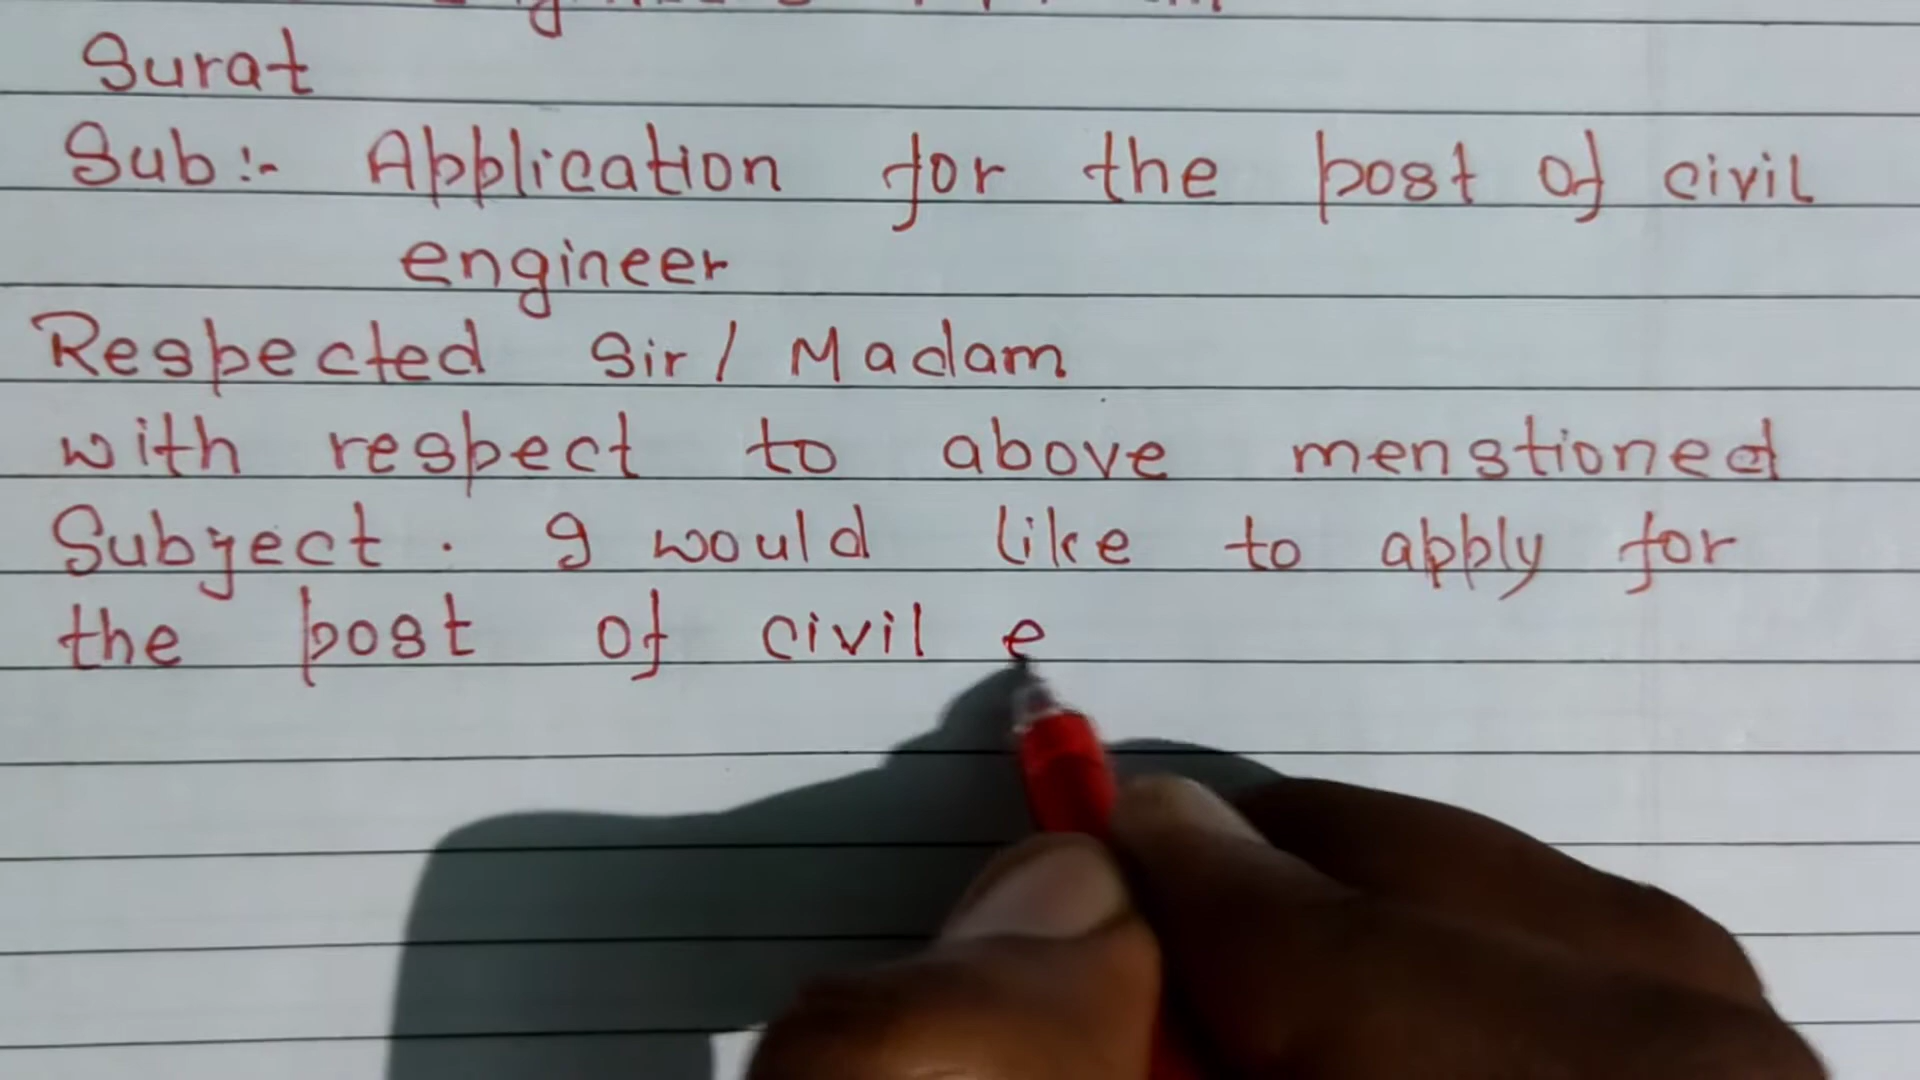 Surat
Sub:- Application for the post of civil
engineer
Respected Sir/ Madam
with respect to above menstioned
Subject. I would like to apply for
the post of civil e